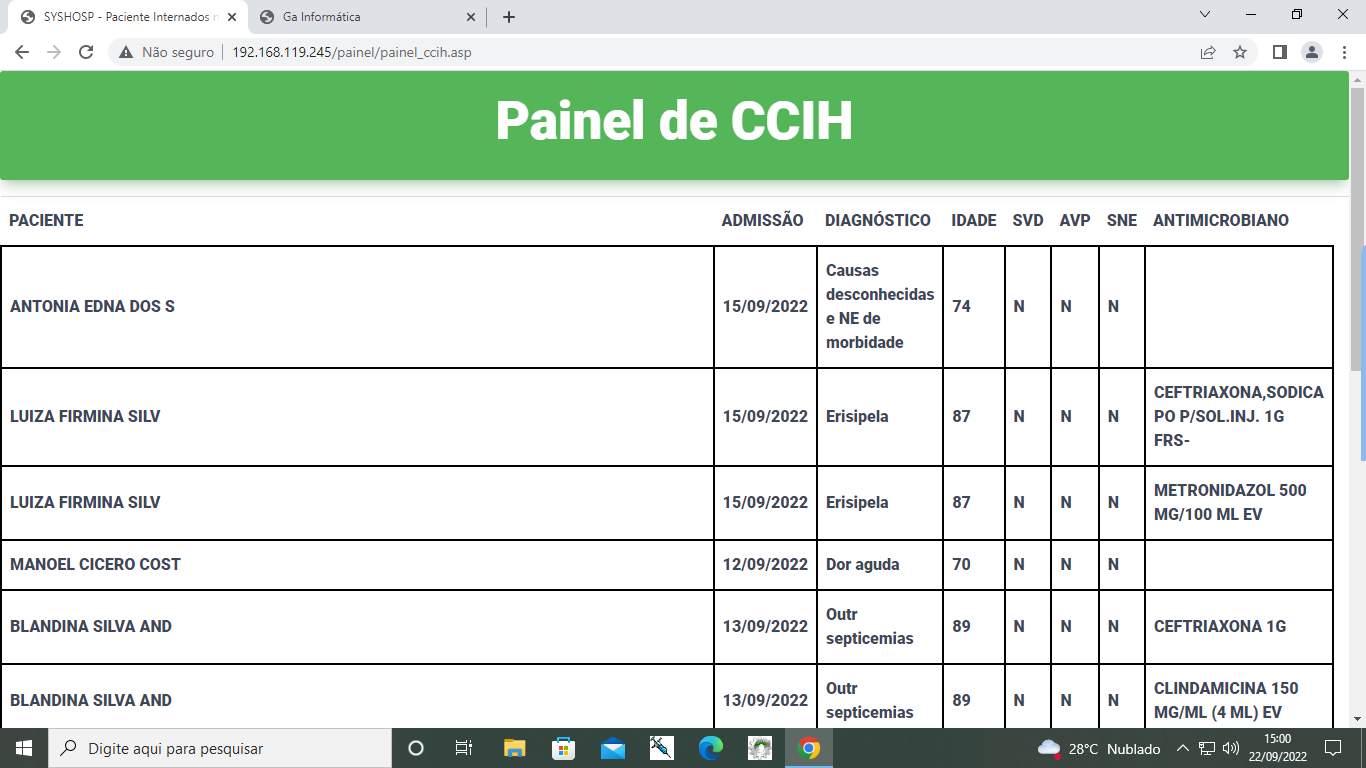 SYSHOSP - Paciente Internados n
Ga Informática
Não seguro
192.168.119.245/painel/painel_ccih.asp
Painel de CCIH
PACIENTE ADMISSÃO DIAGNÓSTICO IDADE SVD AVP SNE ANTIMICROBIANO
ANTONIA EDNA DOS S 15/09/2022
Causas
desconhecidas
e NE de
morbidade
74 N N N
LUIZA FIRMINA SILV 15/09/2022 Erisipela 87 N N N
CEFTRIAXONA,SODICA
PO P/SOL.INJ. 1G
FRS-
LUIZA FIRMINA SILV 15/09/2022 Erisipela 87 N N N
METRONIDAZOL 500
MG/100 ML EV
MANOEL CICERO COST 12/09/2022 Dor aguda 70 N N N
BLANDINA SILVA AND 13/09/2022
Outr
septicemias
89 N N N CEFTRIAXONA 1G
BLANDINA SILVA AND 13/09/2022
Outr
septicemias
89 N N N
CLINDAMICINA 150
MG/ML (4 ML) EV
Digite aqui para pesquisar
28°C Nublado
15:00
22/09/2022